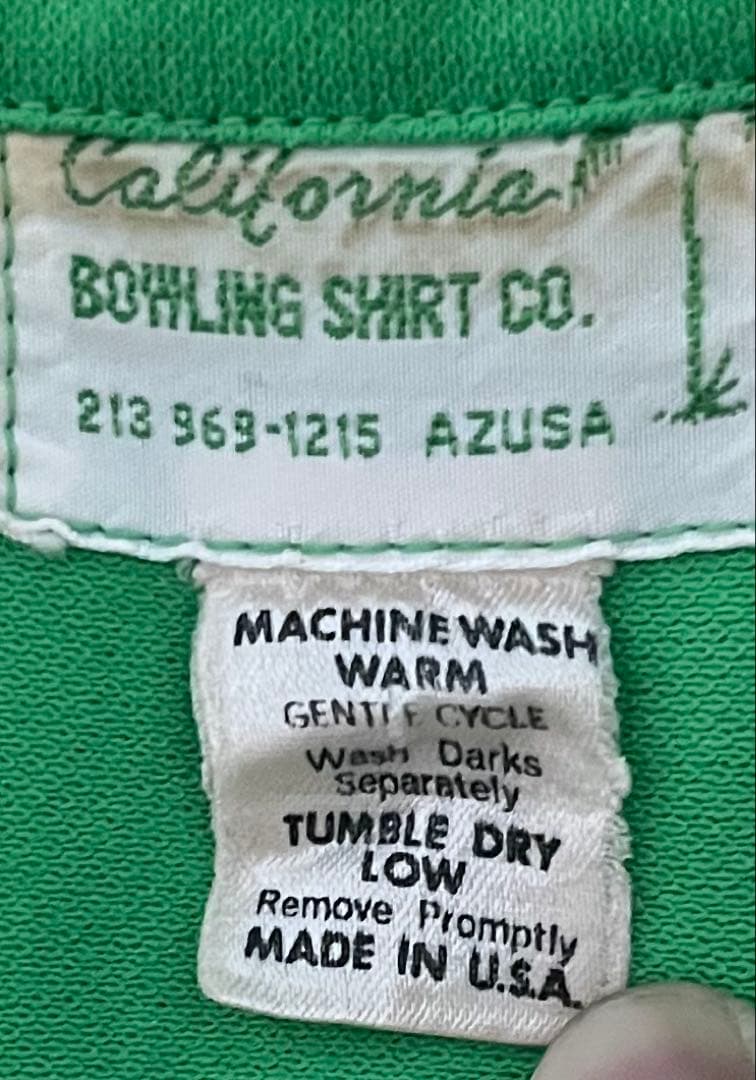 California
BOWLING SHIRT CO.
213 969-1215 AZUSA
MACHINE WASH
WARM
GENTLE CYCLE
Wash Darks
Separately
TUMBLE DRY
LOW
Remove Promptly
MADE IN U.S.A.